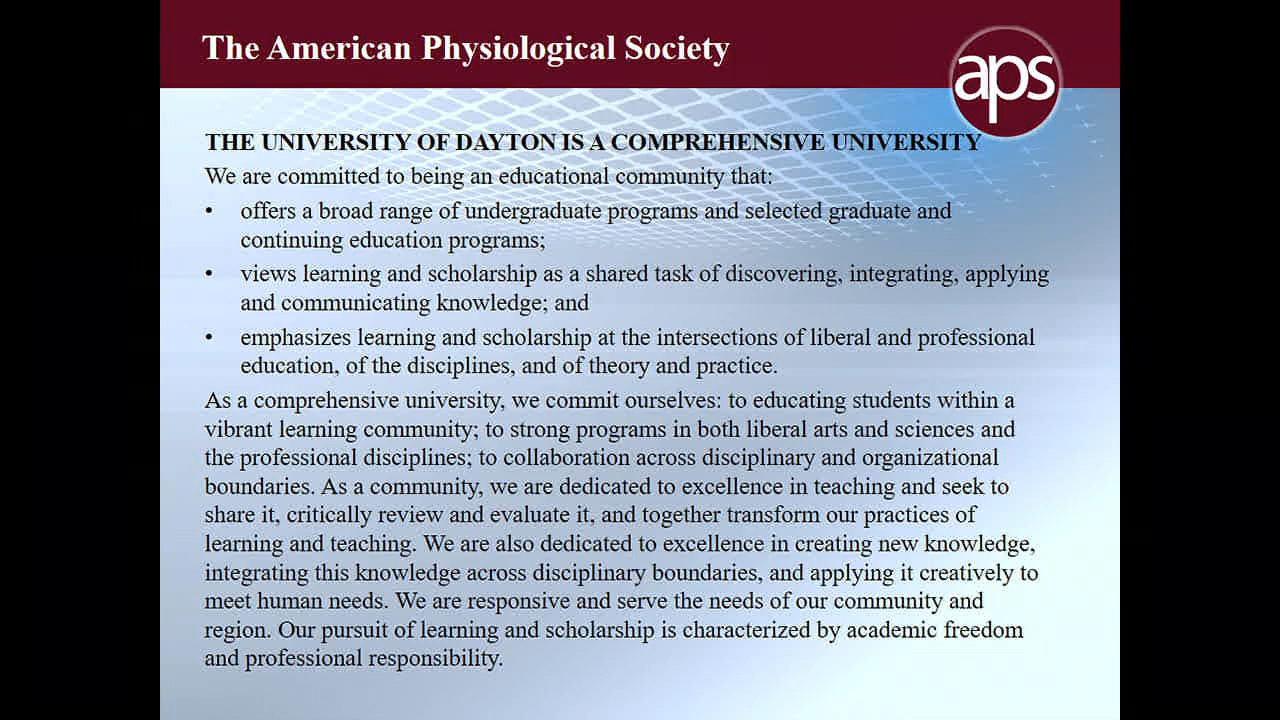 The American Physiological Society
aps
THE UNIVERSITY OF DAYTON IS A COMPREHENSIVE UNIVERSITY
We are committed to being an educational community that:
• offers a broad range of undergraduate programs and selected graduate and
continuing education programs;
• views learning and scholarship as a shared task of discovering, integrating, applying
and communicating knowledge; and
• emphasizes learning and scholarship at the intersections of liberal and professional
education, of the disciplines, and of theory and practice.
As a comprehensive university, we commit ourselves: to educating students within a
vibrant learning community; to strong programs in both liberal arts and sciences and
the professional disciplines; to collaboration across disciplinary and organizational
boundaries. As a community, we are dedicated to excellence in teaching and seek to
share it, critically review and evaluate it, and together transform our practices of
learning and teaching. We are also dedicated to excellence in creating new knowledge,
integrating this knowledge across disciplinary boundaries, and applying it creatively to
meet human needs. We are responsive and serve the needs of our community and
region. Our pursuit of learning and scholarship is characterized by academic freedom
and professional responsibility.